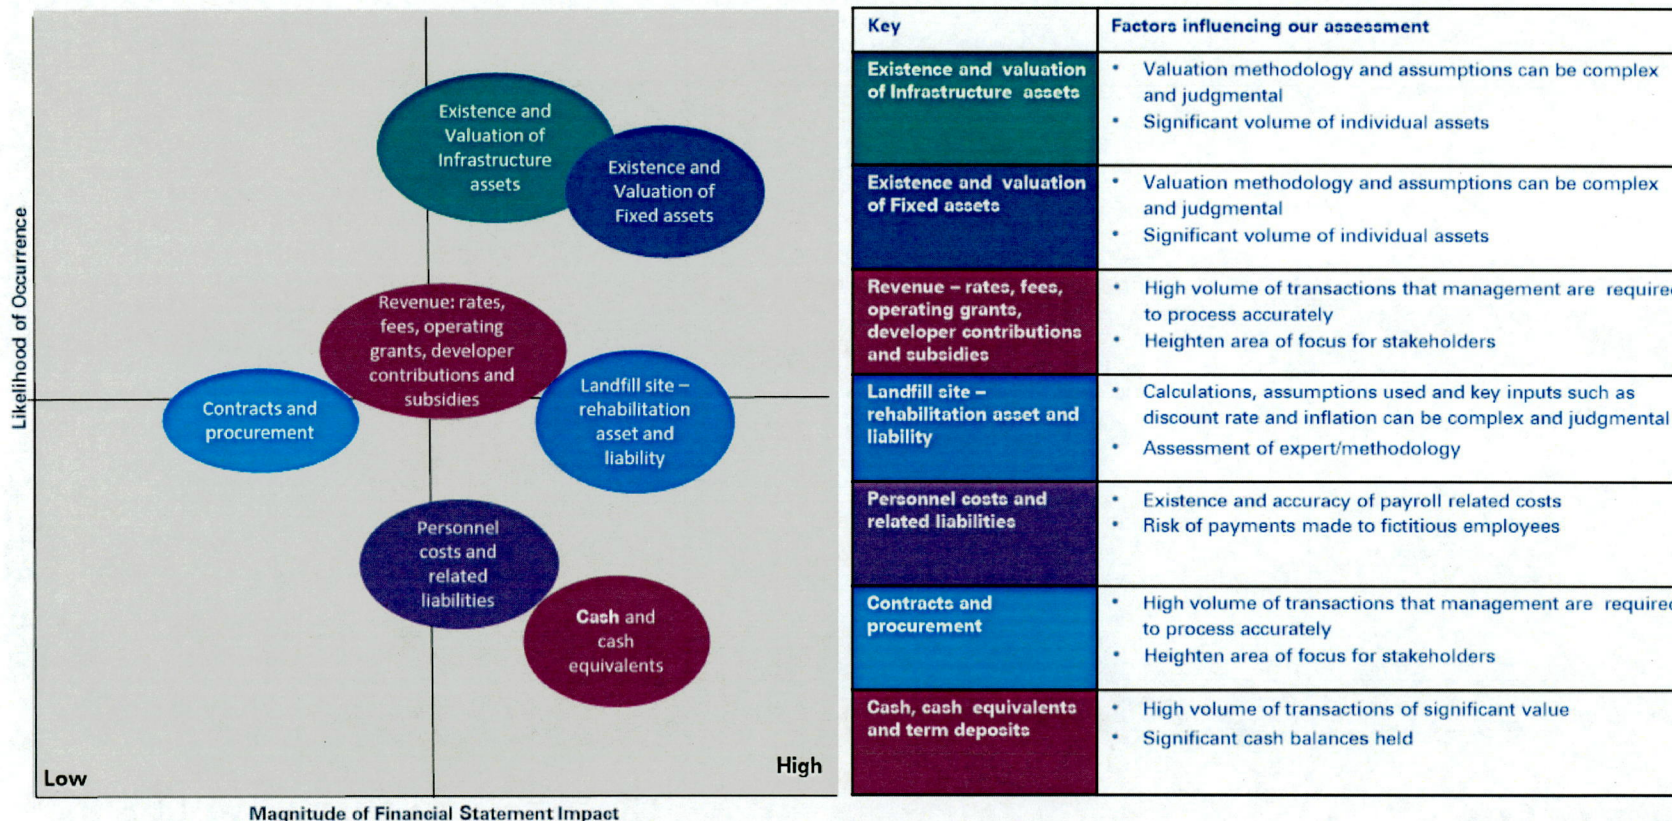 Likelihood of Occurrence
Existence and
Valuation of
Infrastructure
assets
Existence and
Valuation of
Fixed assets
Revenue: rates,
fees, operating
grants, developer
contributions and
subsidies
Contracts and
procurement
Landfill site –
rehabilitation
asset and
liability
Personnel
costs and
related
liabilities
Cash and
cash
equivalents
Low
High
Magnitude of Financial Statement Impact
Key
Factors influencing our assessment
Existence and valuation
of Infrastructure assets
• Valuation methodology and assumptions can be complex
and judgmental
• Significant volume of individual assets
Existence and valuation
of Fixed assets
• Valuation methodology and assumptions can be complex
and judgmental
• Significant volume of individual assets
Revenue – rates, fees,
operating grants,
developer contributions
and subsidies
• High volume of transactions that management are required
to process accurately
• Heighten area of focus for stakeholders
Landfill site –
rehabilitation asset and
liability
• Calculations, assumptions used and key inputs such as
discount rate and inflation can be complex and judgmental
• Assessment of expert/methodology
Personnel costs and
related liabilities
• Existence and accuracy of payroll related costs
• Risk of payments made to fictitious employees
Contracts and
procurement
• High volume of transactions that management are required
to process accurately
• Heighten area of focus for stakeholders
Cash, cash equivalents
and term deposits
• High volume of transactions of significant value
• Significant cash balances held